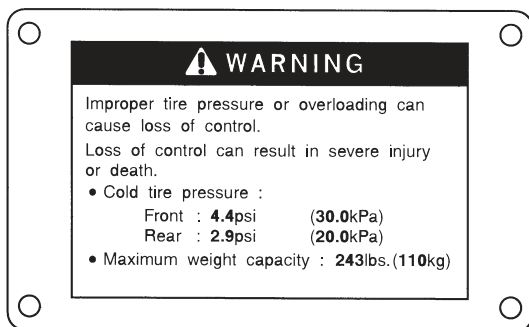 WARNING
Improper tire pressure or overloading can
cause loss of control.
Loss of control can result in severe injury
or death.
• Cold tire pressure :
Front : 4.4psi (30.0kPa)
Rear : 2.9psi (20.0kPa)
• Maximum weight capacity : 243lbs.(110kg)